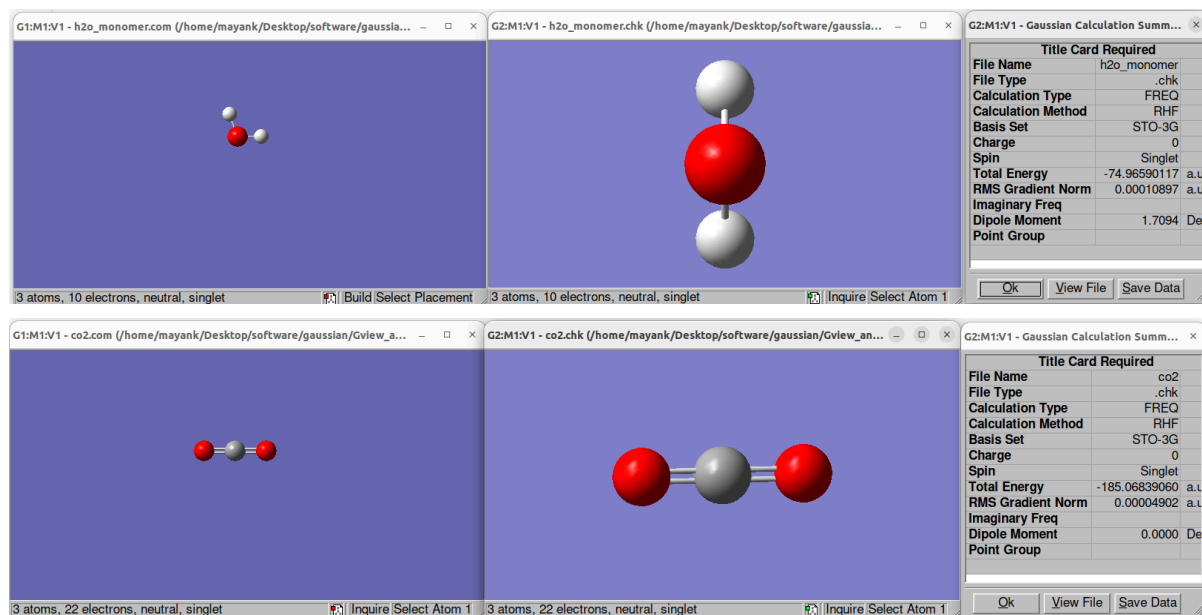 G1:M1:V1 - h2o_monomer.com (/home/mayank/Desktop/software/gaussia...
G2:M1:V1 - h2o_monomer.chk (/home/mayank/Desktop/software/gaussia...
G2:M1:V1 - Gaussian Calculation Summ...
Title Card Required
File Name h2o_monomer
File Type .chk
Calculation Type FREQ
Calculation Method RHF
Basis Set STO-3G
Charge 0
Spin Singlet
Total Energy -74.96590117 a.u
RMS Gradient Norm 0.00010897 a.u
Imaginary Freq
Dipole Moment 1.7094 De
Point Group
Ok View File Save Data
3 atoms, 10 electrons, neutral, singlet Build Select Placement
3 atoms, 10 electrons, neutral, singlet Inquire Select Atom 1
G1:M1:V1 - co2.com (/home/mayank/Desktop/software/gaussian/Gview_a...
G2:M1:V1 - co2.chk (/home/mayank/Desktop/software/gaussian/Gview_an...
G2:M1:V1 - Gaussian Calculation Summ...
Title Card Required
File Name co2
File Type .chk
Calculation Type FREQ
Calculation Method RHF
Basis Set STO-3G
Charge 0
Spin Singlet
Total Energy -185.06839060 a.u
RMS Gradient Norm 0.00004902 a.u
Imaginary Freq
Dipole Moment 0.0000 De
Point Group
Ok View File Save Data
3 atoms, 22 electrons, neutral, singlet Inquire Select Atom 1
3 atoms, 22 electrons, neutral, singlet Inquire Select Atom 1